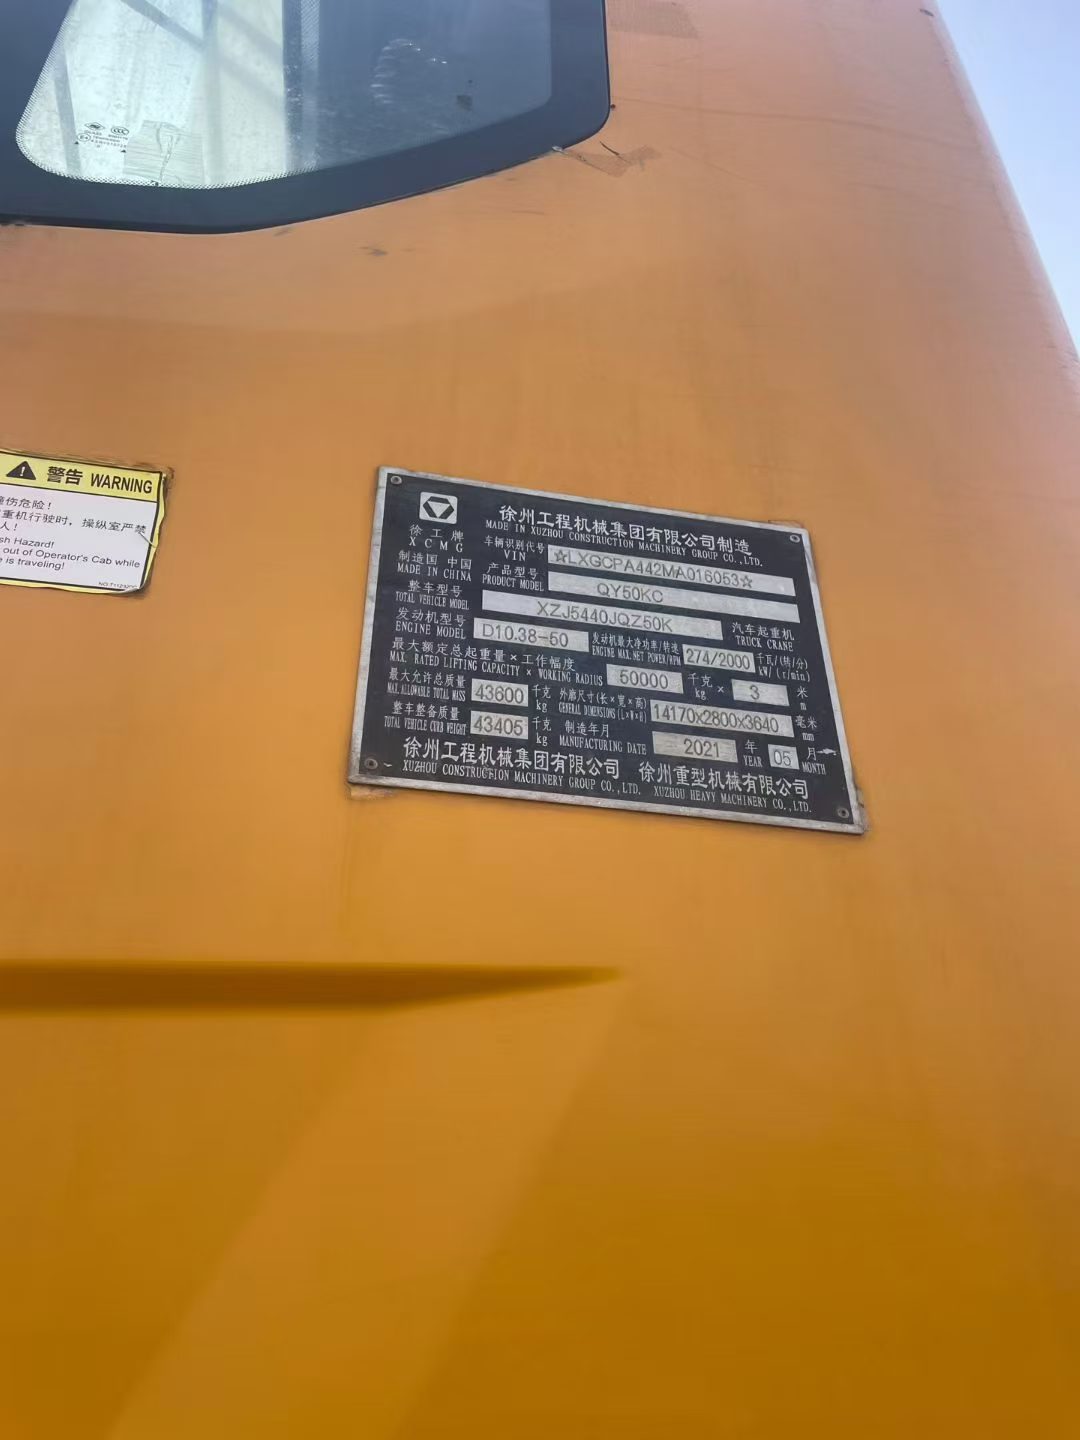 警告 WARNING
伤危险！
重机行驶时，操纵室严禁
人！
sh Hazard!
out of Operator's Cab while
e is traveling!
徐州工程机械集团有限公司制造
MADE IN XUZHOU CONSTRUCTION MACHINERY GROUP CO.,LTD.
徐工牌
XCMG
车辆识别代号
VIN
☆LXGCPA442MA016053☆
制造国 中国
MADE IN CHINA
产品型号
PRODUCT MODEL
QY50KC
整车型号
TOTAL VEHICLE MODEL
XZJ5440JQZ50K
汽车起重机
TRUCK CRANE
发动机型号
ENGINE MODEL
D10.38-50
发动机最大净功率/转速
ENGINE MAX.NET POWER/RPM
274/2000
千瓦/(转/分)
kW/(r/min)
最大额定总起重量×工作幅度
MAX. RATED LIFTING CAPACITY × WORKING RADIUS
50000
千克
kg
×
3
米
m
最大允许总质量
MAX.ALLOWABLE TOTAL MASS
43600
千克
kg
外廓尺寸(长×宽×高)
GENERAL DIMENSIONS(L×W×H)
14170x2800x3640
毫米
mm
整车整备质量
TOTAL VEHICLE CURB WEIGHT
43405
千克
kg
制造年月
MANUFACTURING DATE
2021
年
YEAR
05
月
MONTH
徐州工程机械集团有限公司 徐州重型机械有限公司
XUZHOU CONSTRUCTION MACHINERY GROUP CO.,LTD. XUZHOU HEAVY MACHINERY CO.,LTD.